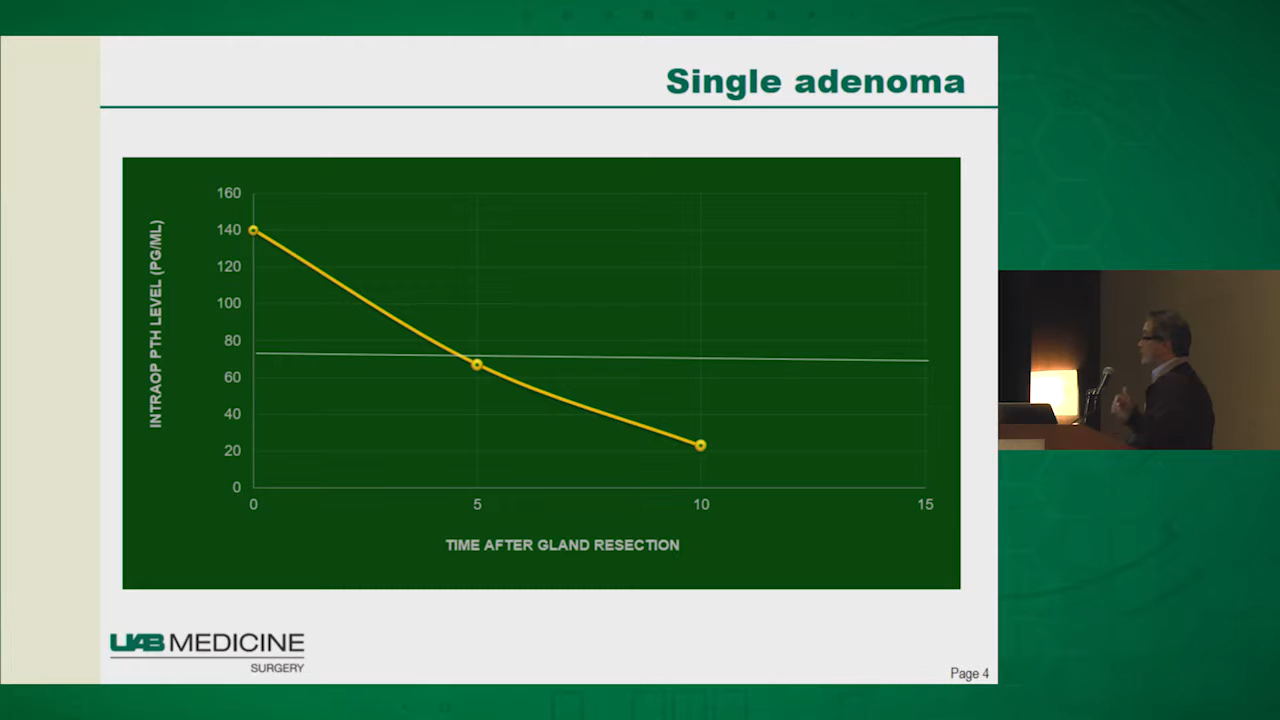 Single adenoma
160
140
120
100
80
60
40
20
0
INTRAOP PTH LEVEL (PG/ML)
0 5 10 15
TIME AFTER GLAND RESECTION
UAB MEDICINE
SURGERY
Page 4